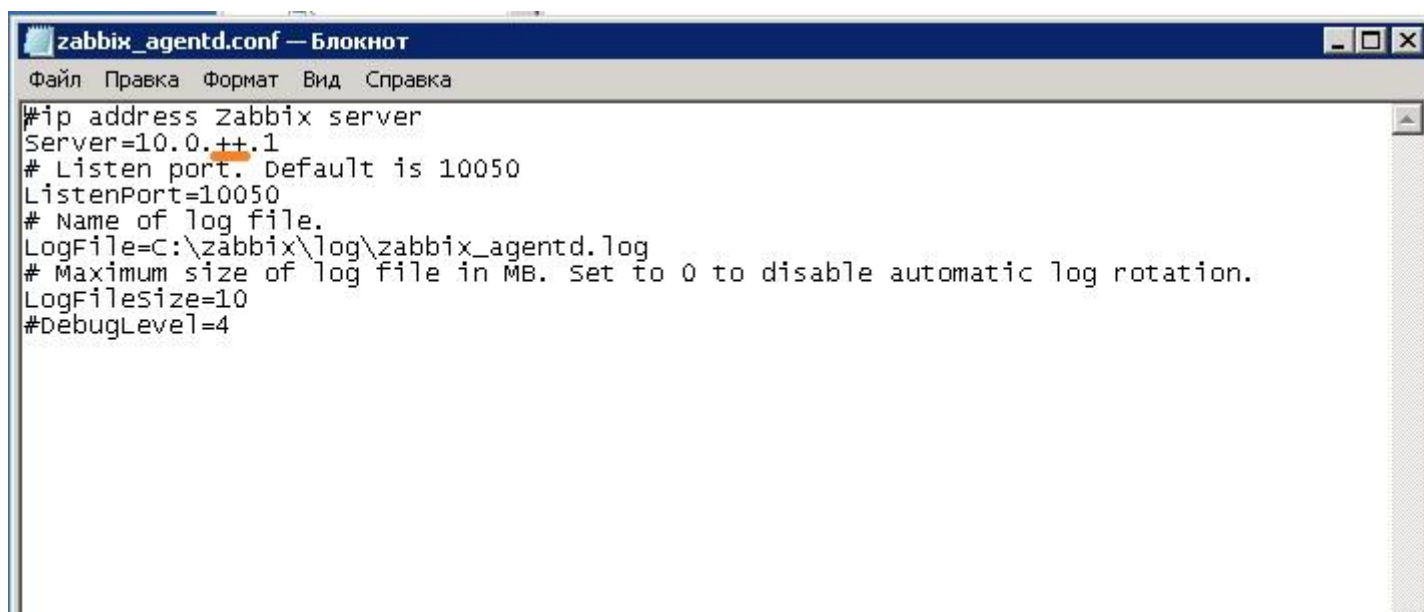 zabbix_agentd.conf — Блокнот
Файл Правка Формат Вид Справка
#ip address Zabbix server
Server=10.0.++.1
# Listen port. Default is 10050
ListenPort=10050
# Name of log file.
LogFile=C:\zabbix\log\zabbix_agentd.log
# Maximum size of log file in MB. Set to 0 to disable automatic log rotation.
LogFileSize=10
#DebugLevel=4